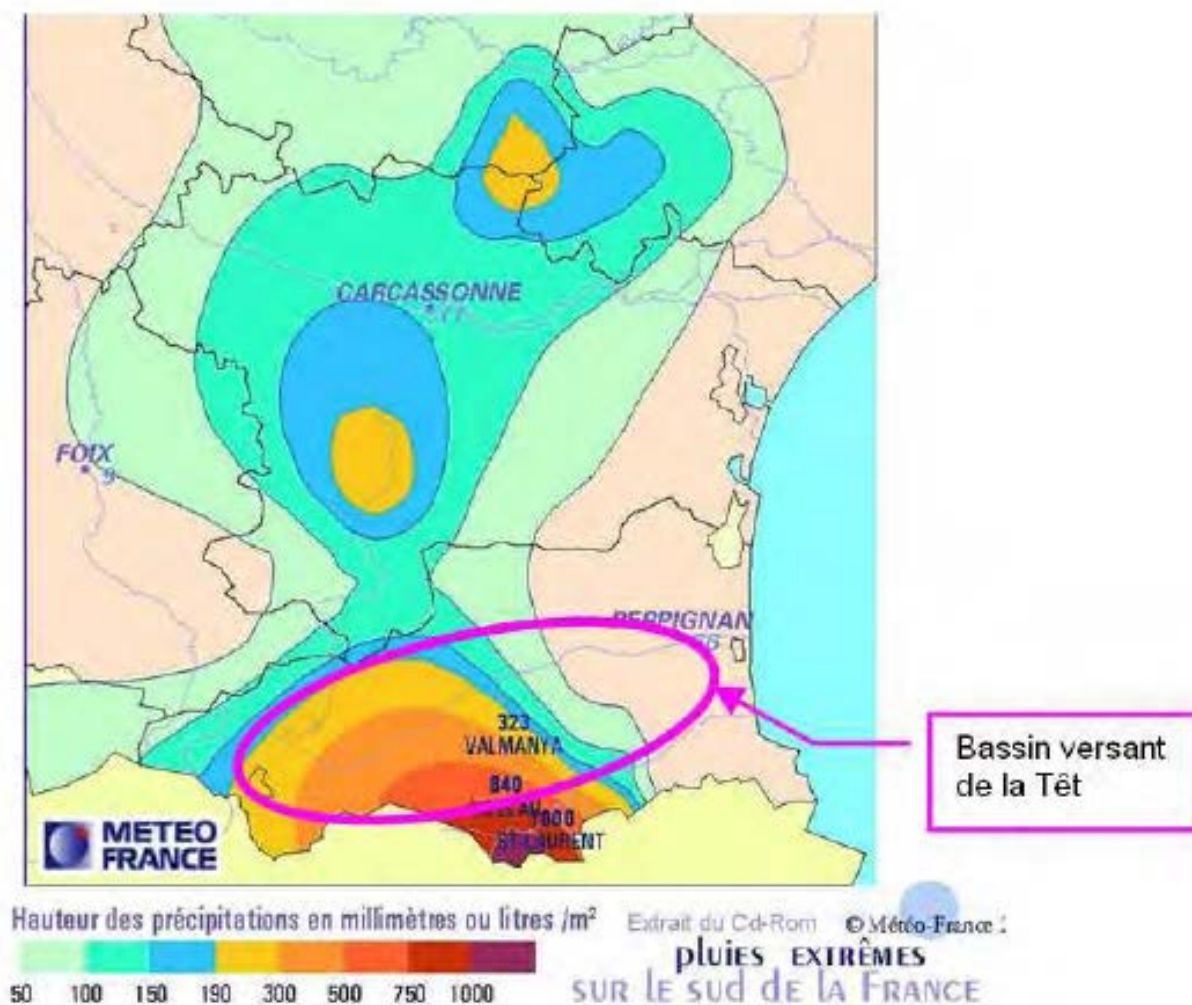 CARCASSONNE
77
FOIX
9
PERPIGNAN
323
VALMANYA
840
ST LAURENT
Bassin versant
de la Têt
METEO
FRANCE
Hauteur des précipitations en millimètres ou litres /m²
50 100 150 190 300 500 750 1000
Extrait du Cd-Rom © Météo-France
pluies EXTRÊMES
SUR LE SUD DE LA FRANCE